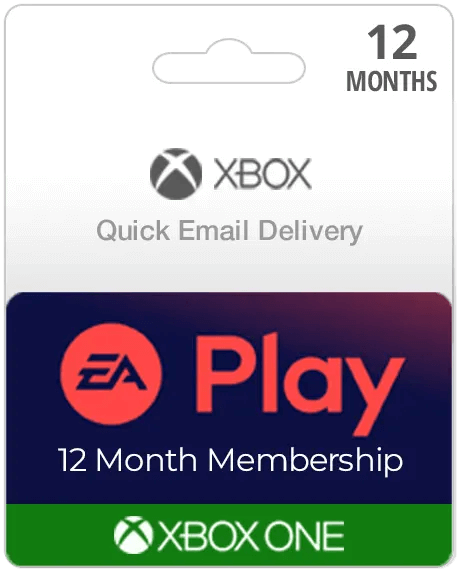 12
MONTHS
XBOX
Quick Email Delivery
EA Play
12 Month Membership
XBOX ONE